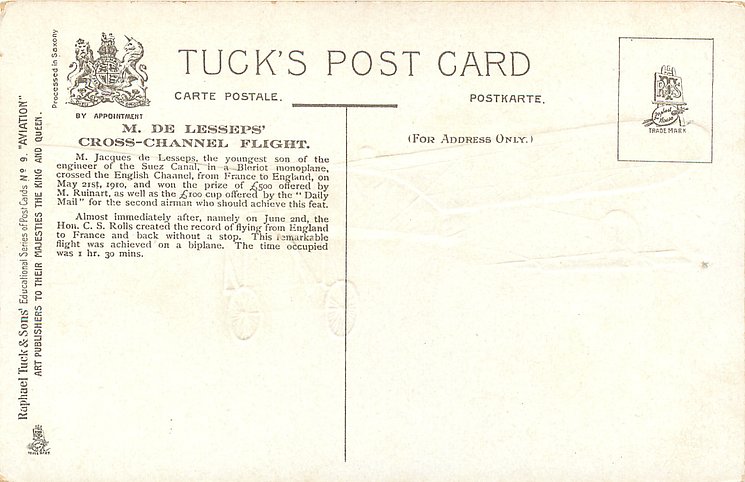 TUCK'S POST CARD
CARTE POSTALE.
POSTKARTE.
BY APPOINTMENT
M. DE LESSEPS'
CROSS-CHANNEL FLIGHT.
M. Jacques de Lesseps, the youngest son of the
engineer of the Suez Canal, in a Bleriot monoplane,
crossed the English Channel, from France to England, on
May 21st, 1910, and won the prize of £500 offered by
M. Ruinart, as well as the £100 cup offered by the "Daily
Mail" for the second airman who should achieve this feat.
Almost immediately after, namely on June 2nd, the
Hon. C. S. Rolls created the record of flying from England
to France and back without a stop. This remarkable
flight was achieved on a biplane. The time occupied
was 1 hr. 30 mins.
(FOR ADDRESS ONLY.)
RTS
Raphael
House
TRADE MARK
Raphael Tuck & Sons' Educational Series of Post Cards No 9. "AVIATION"
ART PUBLISHERS TO THEIR MAJESTIES THE KING AND QUEEN.
Processed in Saxony